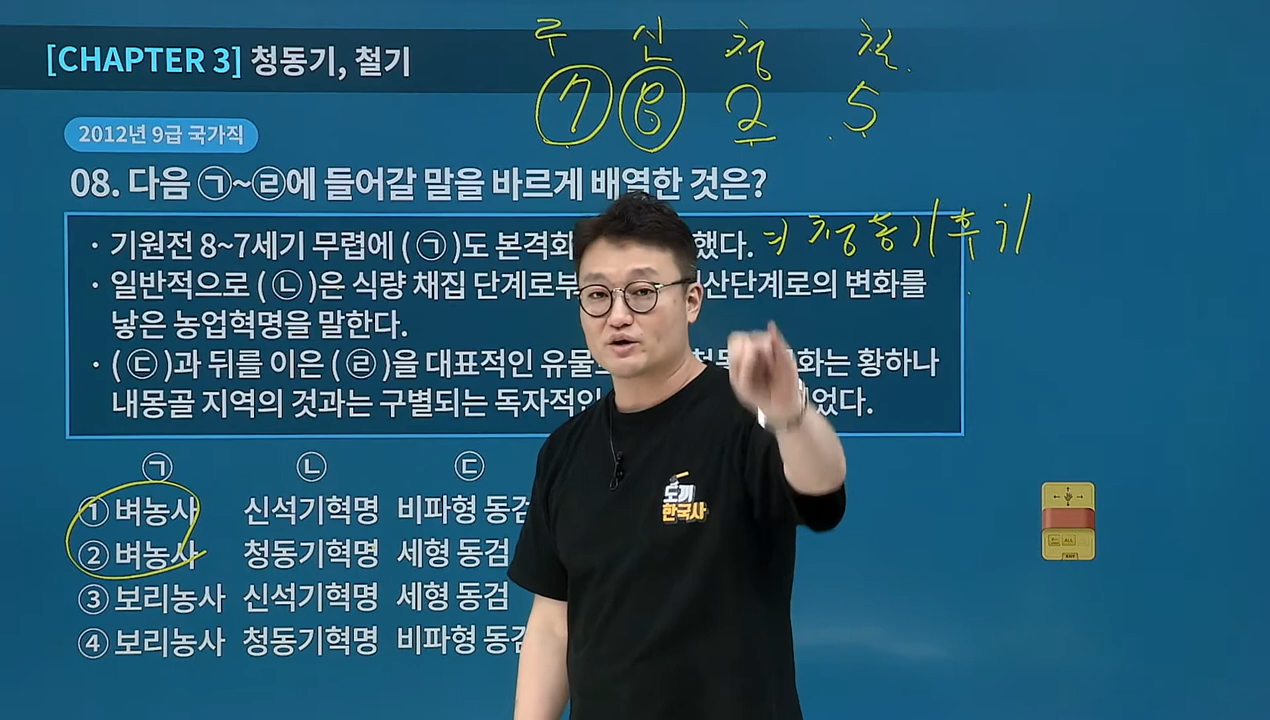 구 신 청 철
[CHAPTER 3] 청동기, 철기
7 8 2 5
2012년 9급 국가직
08. 다음 ㉠~㉣에 들어갈 말을 바르게 배열한 것은?
· 기원전 8~7세기 무렵에 ( ㉠ )도 본격화 했다. 청동기 후기
· 일반적으로 ( ㉡ )은 식량 채집 단계로부 산단계로의 변화를
낳은 농업혁명을 말한다.
· ( ㉢ )과 뒤를 이은 ( ㉣ )을 대표적인 유물 화는 황하나
내몽골 지역의 것과는 구별되는 독자적인 었다.
㉠ ㉡ ㉢
① 벼농사 신석기혁명 비파형 동검
② 벼농사 청동기혁명 세형 동검
③ 보리농사 신석기혁명 세형 동검
④ 보리농사 청동기혁명 비파형 동검
도끼
한국사